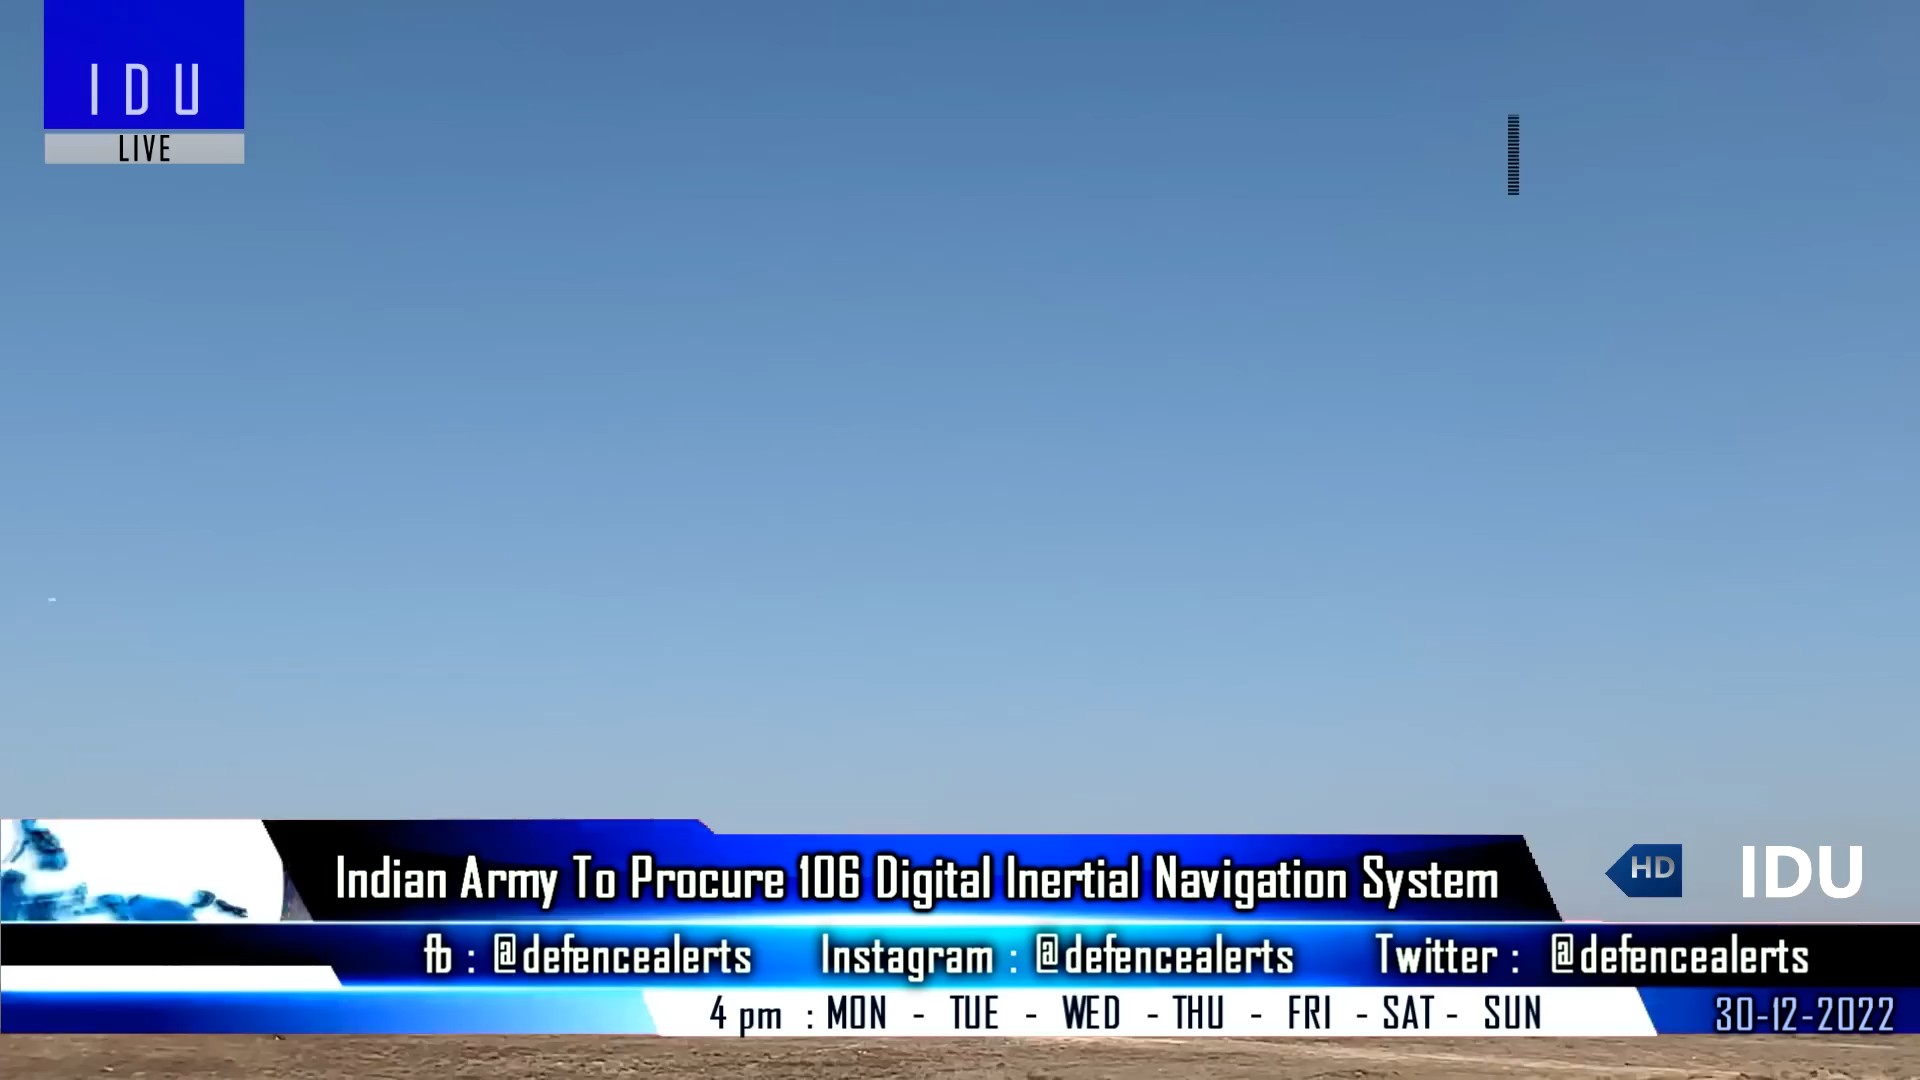 IDU
LIVE
Indian Army To Procure 106 Digital Inertial Navigation System
HD IDU
fb : @defencealerts Instagram : @defencealerts Twitter : @defencealerts
4 pm : MON - TUE - WED - THU - FRI - SAT - SUN
30-12-2022